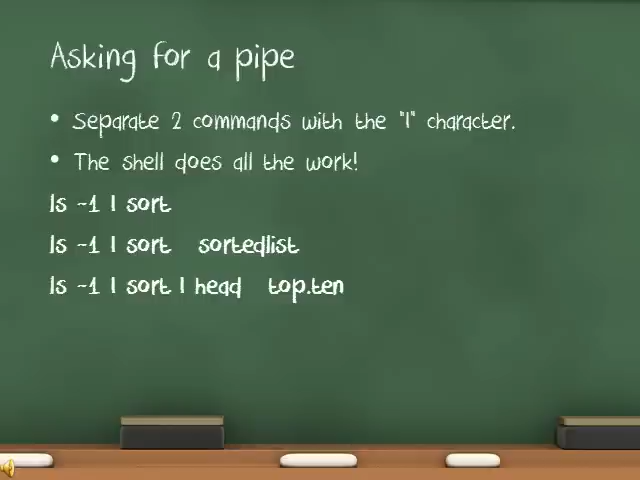 Asking for a pipe
• Separate 2 commands with the "|" character.
• The shell does all the work!
ls -1 | sort
ls -1 | sort   sortedlist
ls -1 | sort | head   top.ten